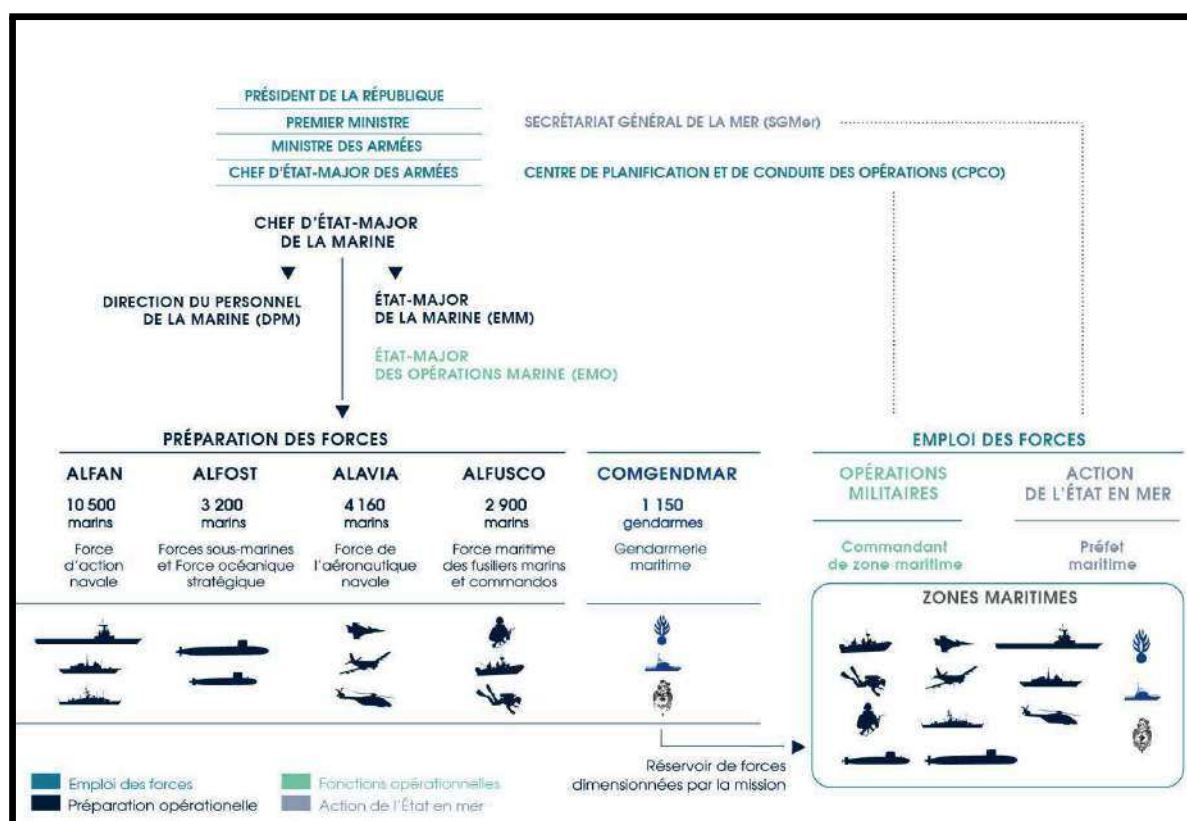 PRÉSIDENT DE LA RÉPUBLIQUE
PREMIER MINISTRE
SECRÉTARIAT GÉNÉRAL DE LA MER (SGMer)
MINISTRE DES ARMÉES
CHEF D'ÉTAT-MAJOR DES ARMÉES
CENTRE DE PLANIFICATION ET DE CONDUITE DES OPÉRATIONS (CPCO)
CHEF D'ÉTAT-MAJOR
DE LA MARINE
DIRECTION DU PERSONNEL
DE LA MARINE (DPM)
ÉTAT-MAJOR
DE LA MARINE (EMM)
ÉTAT-MAJOR
DES OPÉRATIONS MARINE (EMO)
PRÉPARATION DES FORCES
ALFAN
10 500
marins
Force
d'action
navale
ALFOST
3 200
marins
Forces sous-marines
et Force océanique
stratégique
ALAVIA
4 160
marins
Force de
l'aéronautique
navale
ALFUSCO
2 900
marins
Force maritime
des fusiliers marins
et commandos
COMGENDMAR
1 150
gendarmes
Gendarmerie
maritime
EMPLOI DES FORCES
OPÉRATIONS
MILITAIRES
Commandant
de zone maritime
ACTION
DE L'ÉTAT EN MER
Préfet
maritime
ZONES MARITIMES
Réservoir de forces
dimensionnées par la mission
Emploi des forces
Préparation opérationelle
Fonctions opérationnelles
Action de l'État en mer